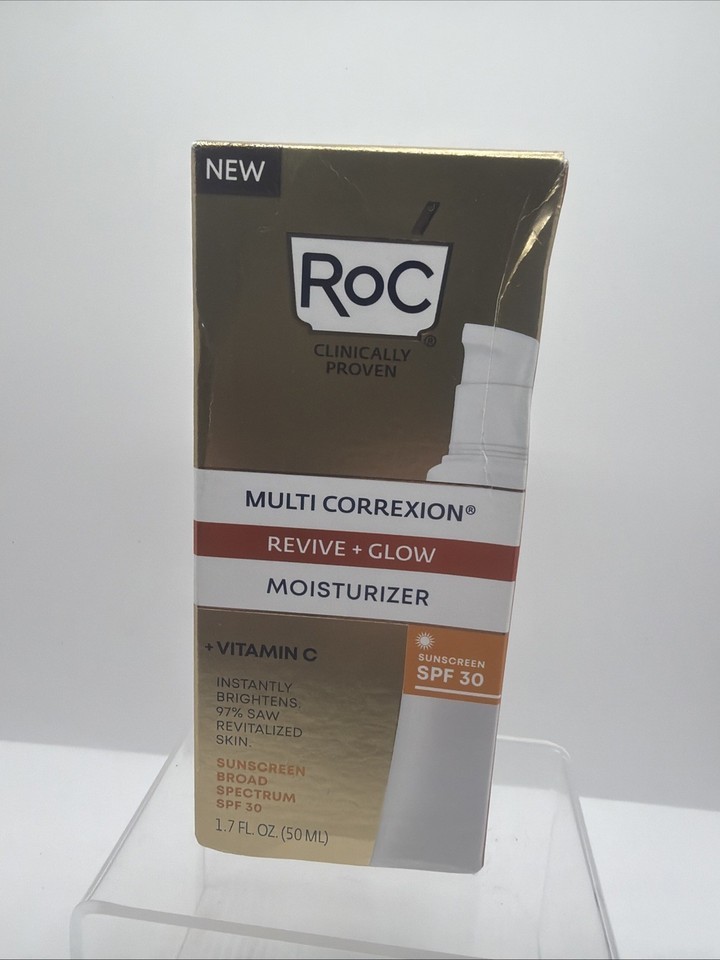 NEW
RoC®
CLINICALLY
PROVEN
MULTI CORREXION®
REVIVE + GLOW
MOISTURIZER
+ VITAMIN C
SUNSCREEN
SPF 30
INSTANTLY
BRIGHTENS.
97% SAW
REVITALIZED
SKIN.
SUNSCREEN
BROAD
SPECTRUM
SPF 30
1.7 FL. OZ. (50 ML)